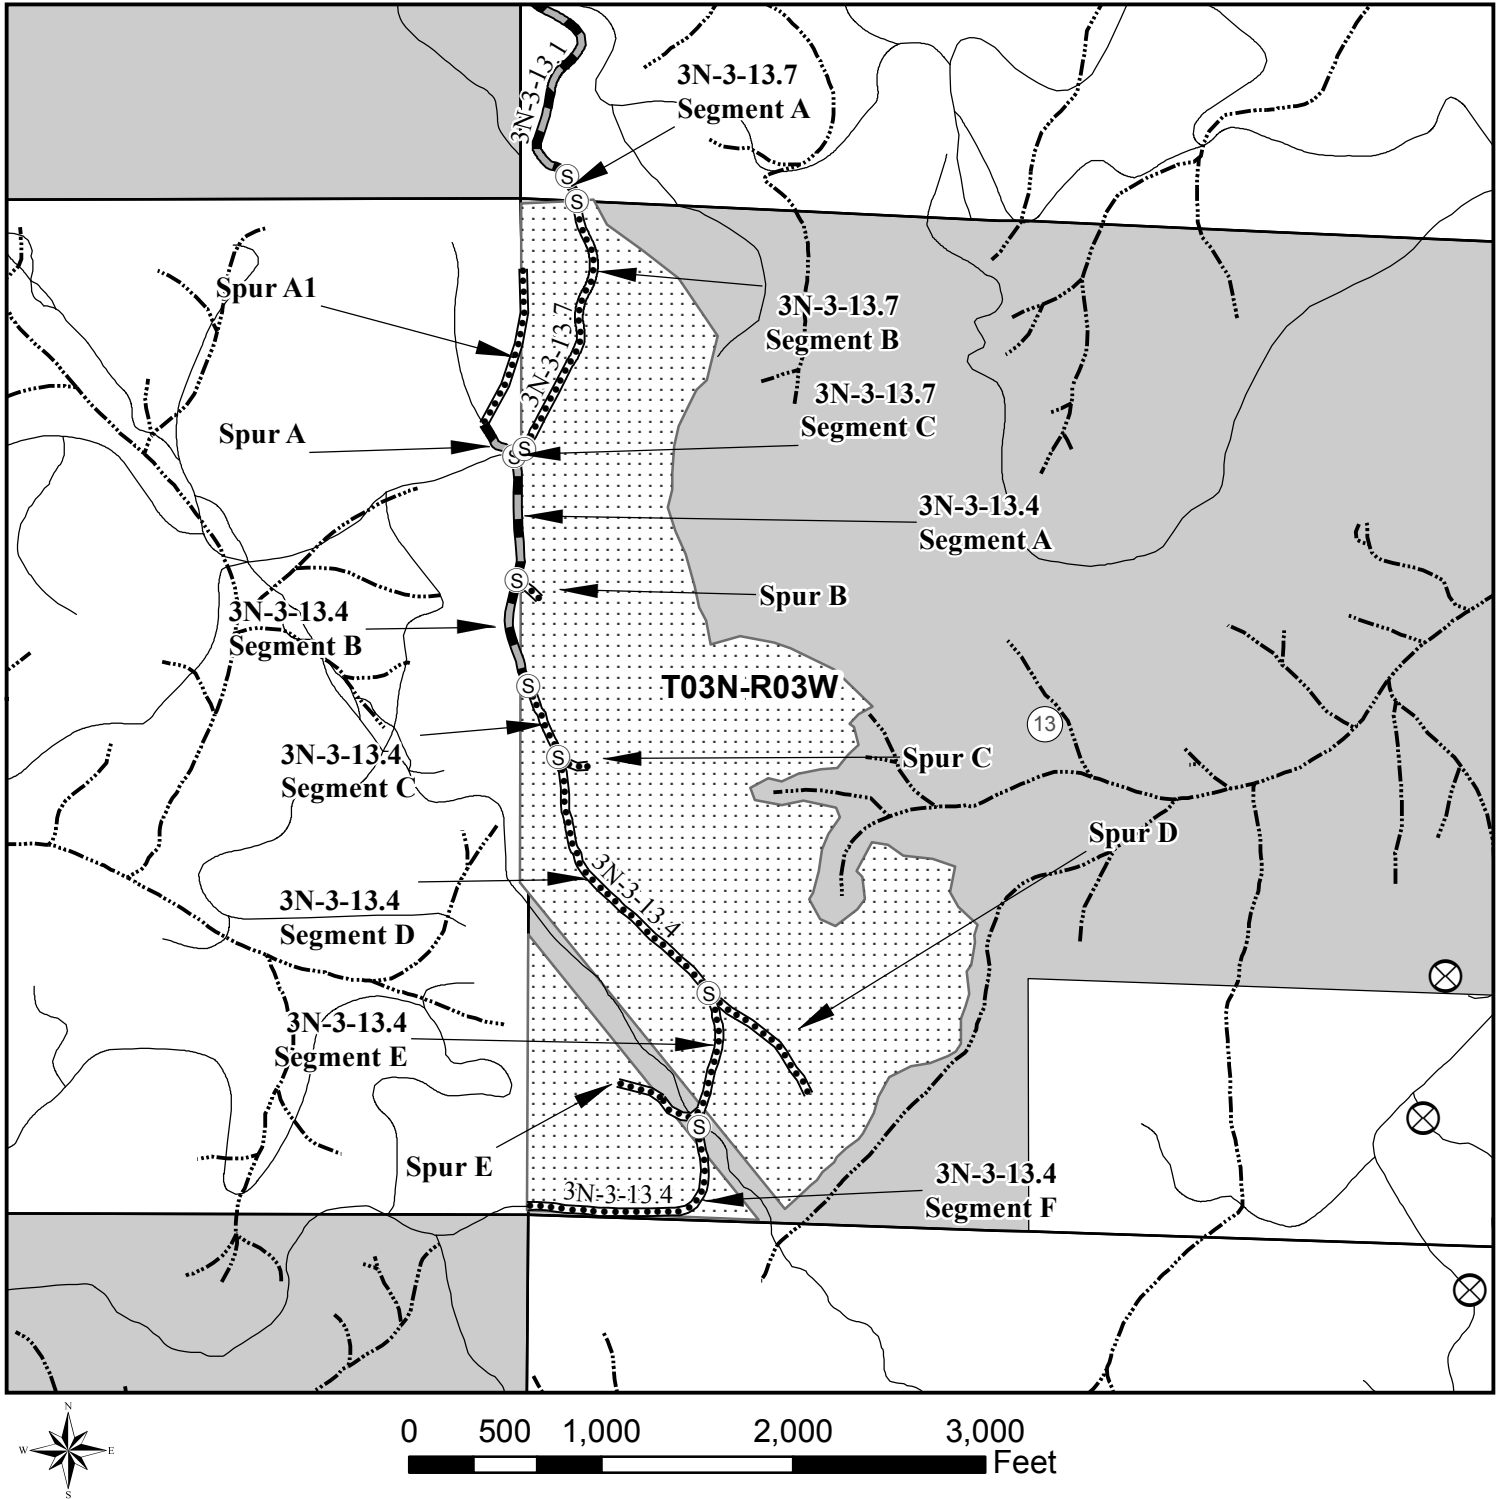 3N-3-13.1
3N-3-13.7
Segment A
S
S
Spur A1
3N-3-13.7
Segment B
3N-3-13.7
3N-3-13.7
Segment C
Spur A
S
S
3N-3-13.4
Segment A
S
Spur B
3N-3-13.4
Segment B
S
T03N-R03W
13
3N-3-13.4
Segment C
S
Spur C
Spur D
3N-3-13.4
3N-3-13.4
Segment D
S
3N-3-13.4
Segment E
S
Spur E
3N-3-13.4
3N-3-13.4
Segment F
N
W
E
S
0 500 1,000 2,000 3,000
Feet